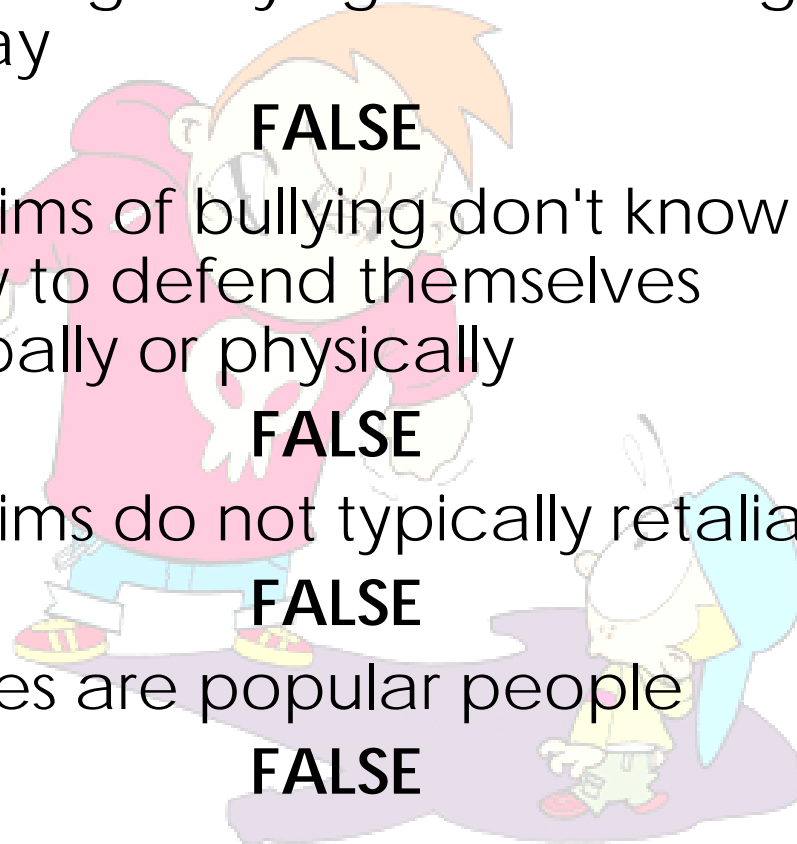 ay
FALSE
ims of bullying don't know
to defend themselves
bally or physically
FALSE
ims do not typically retalia
FALSE
es are popular people
FALSE